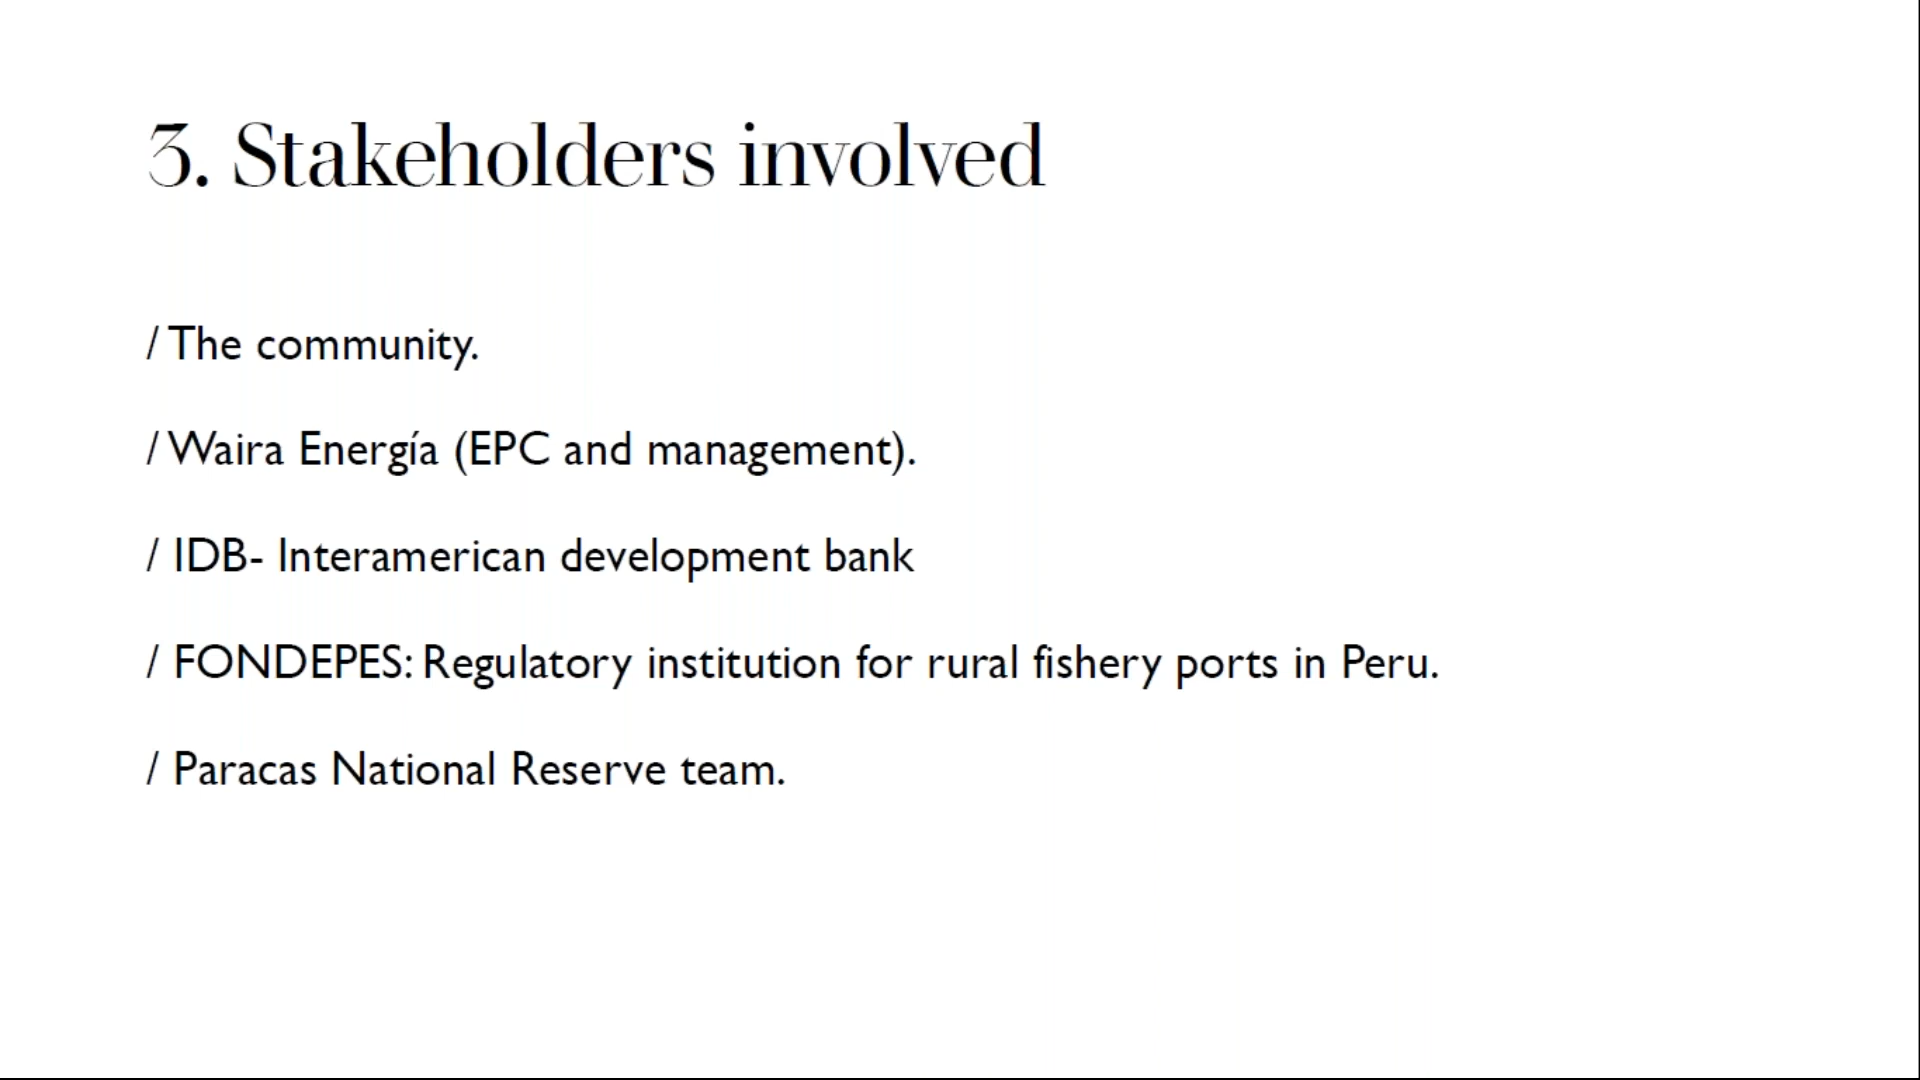 3. Stakeholders involved
/ The community.
/ Waira Energía (EPC and management).
/ IDB- Interamerican development bank
/ FONDEPES: Regulatory institution for rural fishery ports in Peru.
/ Paracas National Reserve team.